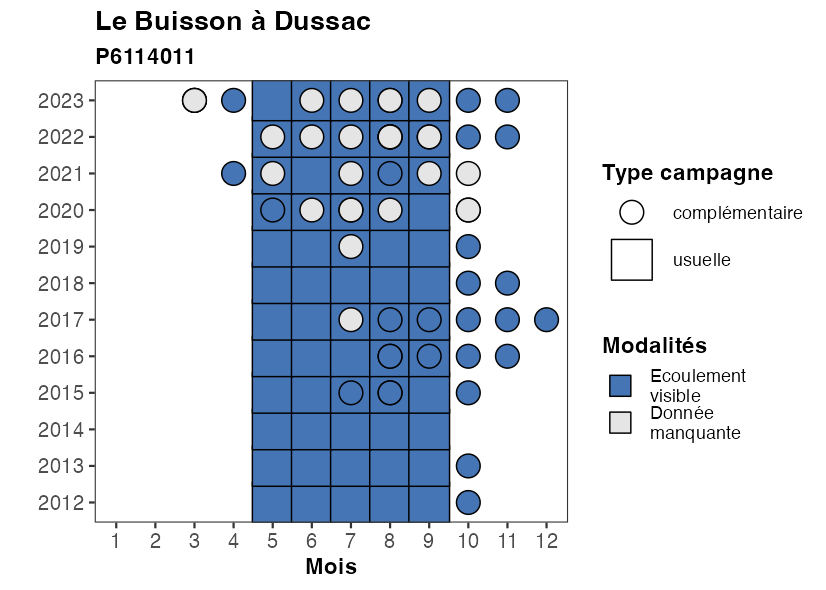 Le Buisson à Dussac
P6114011
2023
2022
2021
2020
2019
2018
2017
2016
2015
2014
2013
2012
1 2 3 4 5 6 7 8 9 10 11 12
Mois
Type campagne
complémentaire
usuelle
Modalités
Ecoulement
visible
Donnée
manquante